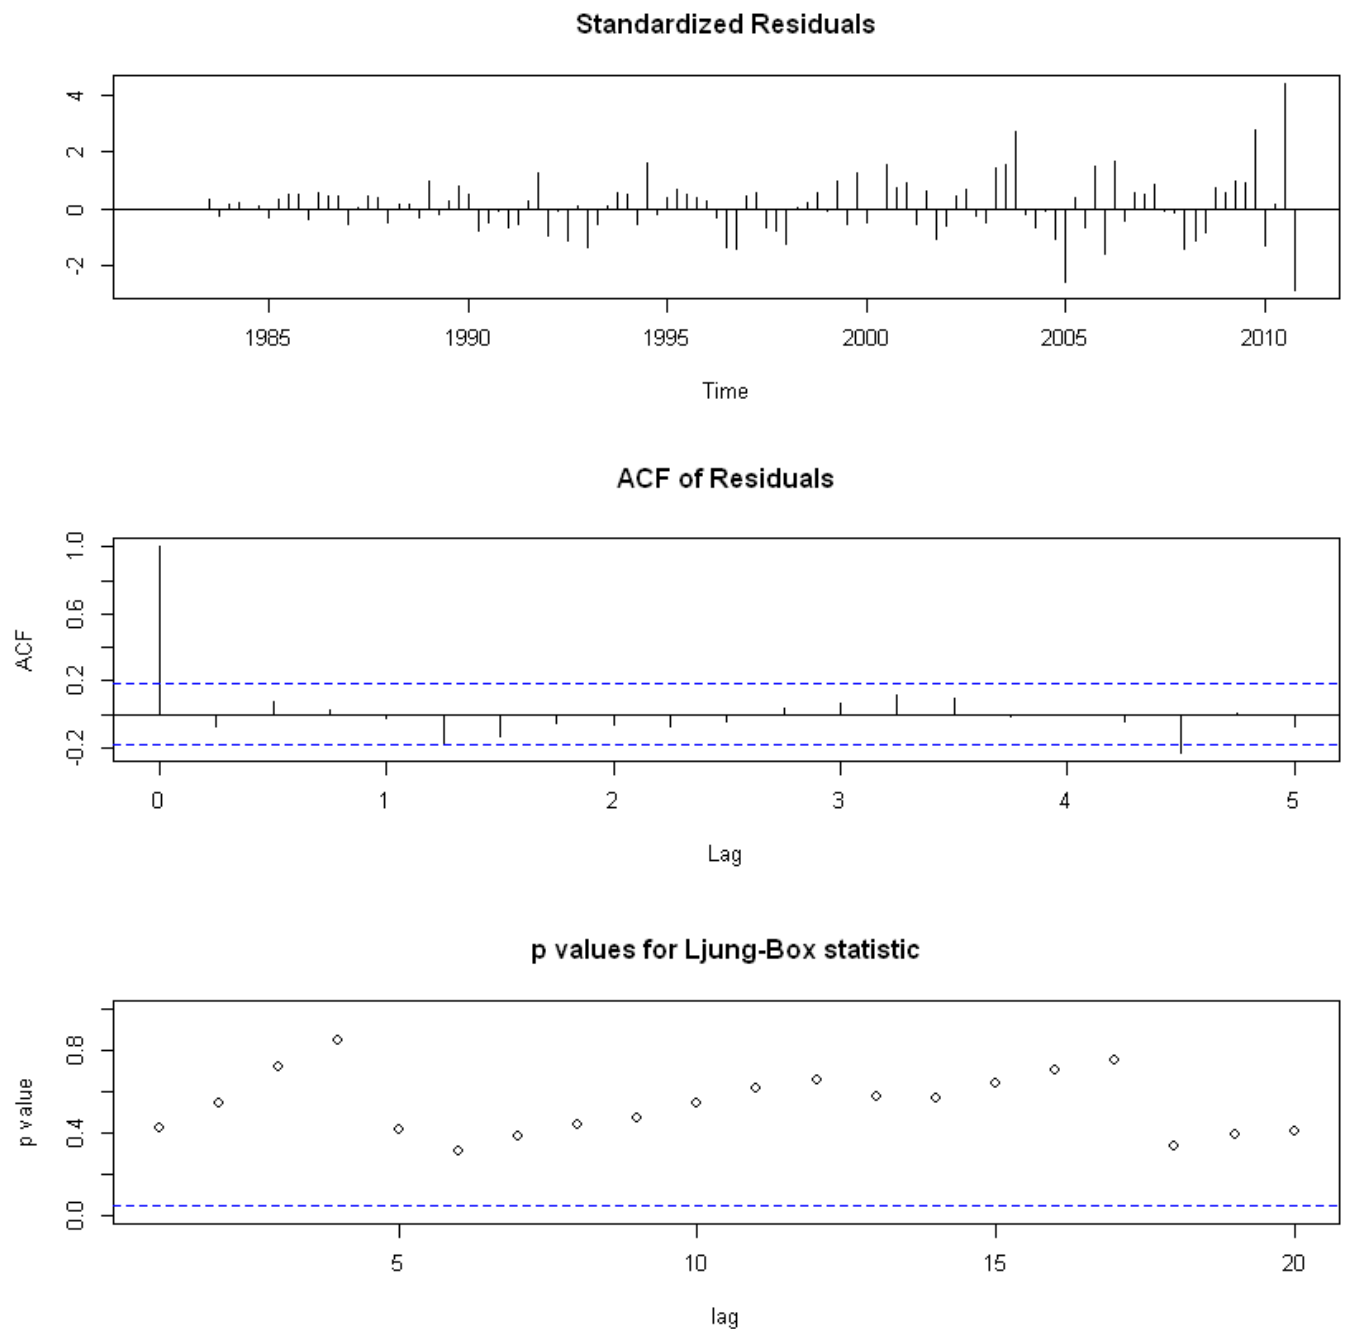 Standardized Residuals
4
2
0
-2
1985 1990 1995 2000 2005 2010
Time
ACF of Residuals
ACF
1.0
0.6
0.2
-0.2
0 1 2 3 4 5
Lag
p values for Ljung-Box statistic
p value
0.8
0.4
0.0
5 10 15 20
lag